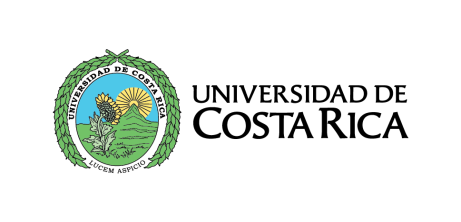 UNIVERSIDAD DE COSTA RICA
LUCEM ASPICIO
UNIVERSIDAD DE
COSTA RICA